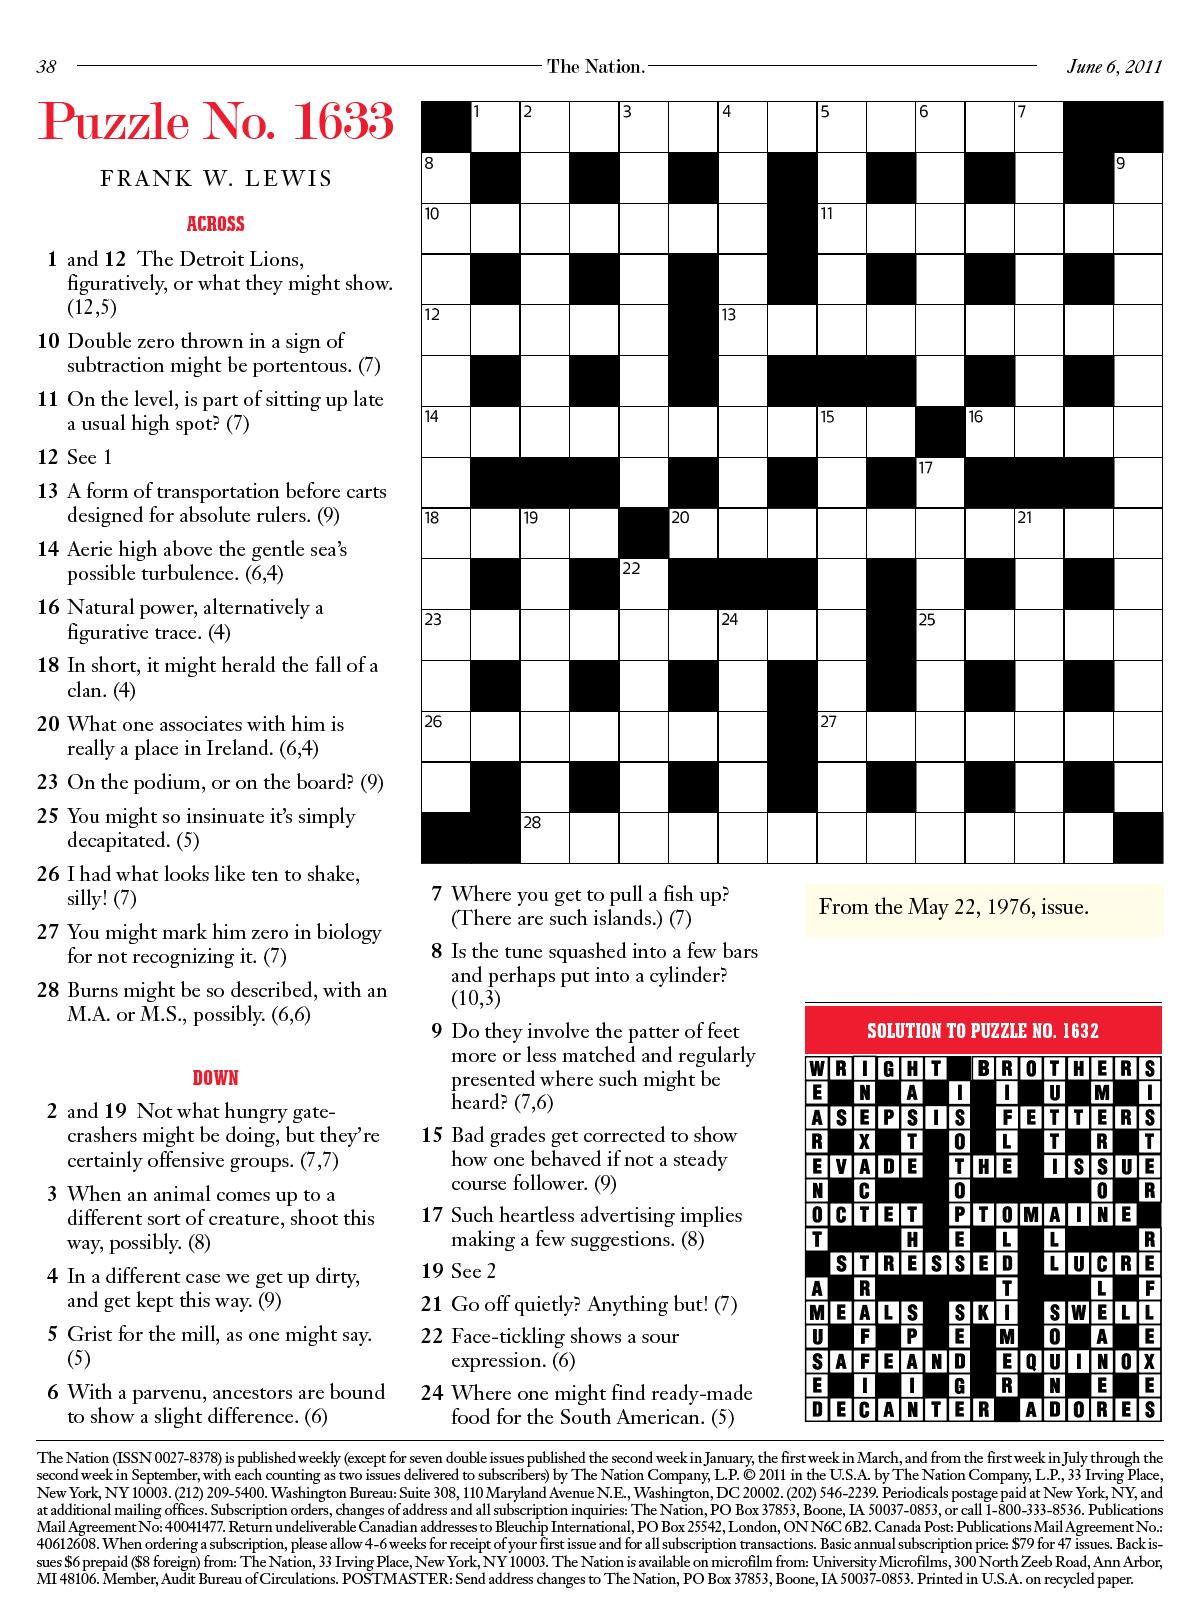 38
The Nation.
June 6, 2011
Puzzle No. 1633
FRANK W. LEWIS
ACROSS
1 and 12 The Detroit Lions,
figuratively, or what they might show.
(12,5)
10 Double zero thrown in a sign of
subtraction might be portentous. (7)
11 On the level, is part of sitting up late
a usual high spot? (7)
12 See 1
13 A form of transportation before carts
designed for absolute rulers. (9)
14 Aerie high above the gentle sea's
possible turbulence. (6,4)
16 Natural power, alternatively a
figurative trace. (4)
18 In short, it might herald the fall of a
clan. (4)
20 What one associates with him is
really a place in Ireland. (6,4)
23 On the podium, or on the board? (9)
25 You might so insinuate it's simply
decapitated. (5)
26 I had what looks like ten to shake,
silly! (7)
27 You might mark him zero in biology
for not recognizing it. (7)
28 Burns might be so described, with an
M.A. or M.S., possibly. (6,6)
DOWN
2 and 19 Not what hungry gate-
crashers might be doing, but they're
certainly offensive groups. (7,7)
3 When an animal comes up to a
different sort of creature, shoot this
way, possibly. (8)
4 In a different case we get up dirty,
and get kept this way. (9)
5 Grist for the mill, as one might say.
(5)
6 With a parvenu, ancestors are bound
to show a slight difference. (6)
1 2 3 4 5 6 7
8 9
10 11
12 13
14 15 16
17
18 19 20 21
22
23 24 25
26 27
28
7 Where you get to pull a fish up?
(There are such islands.) (7)
8 Is the tune squashed into a few bars
and perhaps put into a cylinder?
(10,3)
9 Do they involve the patter of feet
more or less matched and regularly
presented where such might be
heard? (7,6)
15 Bad grades get corrected to show
how one behaved if not a steady
course follower. (9)
17 Such heartless advertising implies
making a few suggestions. (8)
19 See 2
21 Go off quietly? Anything but! (7)
22 Face-tickling shows a sour
expression. (6)
24 Where one might find ready-made
food for the South American. (5)
From the May 22, 1976, issue.
SOLUTION TO PUZZLE NO. 1632
WRIGHT BROTHERS
E N A I I U M I
ASEPSIS FETTERS
R X T O L T R T
EVADE THE ISSUE
N C O O R
OCTET PTOMAINE
T H E L L R
STRESSED LUCRE
A R T L F
MEALS SKI SWELL
U F P E M O A E
SAFEAND EQUINOX
E I I G R N E E
DECANTER ADORES
The Nation (ISSN 0027-8378) is published weekly (except for seven double issues published the second week in January, the first week in March, and from the first week in July through the
second week in September, with each counting as two issues delivered to subscribers) by The Nation Company, L.P. © 2011 in the U.S.A. by The Nation Company, L.P., 33 Irving Place,
New York, NY 10003. (212) 209-5400. Washington Bureau: Suite 308, 110 Maryland Avenue N.E., Washington, DC 20002. (202) 546-2239. Periodicals postage paid at New York, NY, and
at additional mailing offices. Subscription orders, changes of address and all subscription inquiries: The Nation, PO Box 37853, Boone, IA 50037-0853, or call 1-800-333-8536. Publications
Mail Agreement No: 40041477. Return undeliverable Canadian addresses to Bleuchip International, PO Box 25542, London, ON N6C 6B2. Canada Post: Publications Mail Agreement No.:
40612608. When ordering a subscription, please allow 4-6 weeks for receipt of your first issue and for all subscription transactions. Basic annual subscription price: $79 for 47 issues. Back is-
sues $6 prepaid ($8 foreign) from: The Nation, 33 Irving Place, New York, NY 10003. The Nation is available on microfilm from: University Microfilms, 300 North Zeeb Road, Ann Arbor,
MI 48106. Member, Audit Bureau of Circulations. POSTMASTER: Send address changes to The Nation, PO Box 37853, Boone, IA 50037-0853. Printed in U.S.A. on recycled paper.